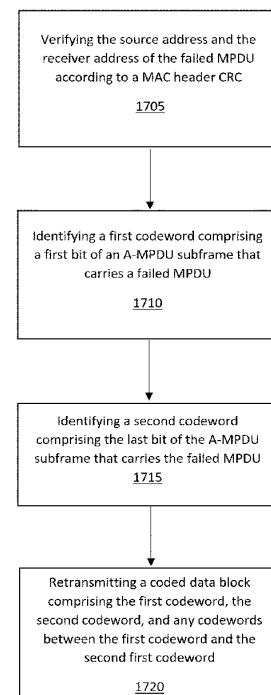 Verifying the source address and the
receiver address of the failed MPDU
according to a MAC header CRC
1705
Identifying a first codeword comprising
a first bit of an A-MPDU subframe that
carries a failed MPDU
1710
Identifying a second codeword
comprising the last bit of the A-MPDU
subframe that carries the failed MPDU
1715
Retransmitting a coded data block
comprising the first codeword, the
second codeword, and any codewords
between the first codeword and the
second first codeword
1720